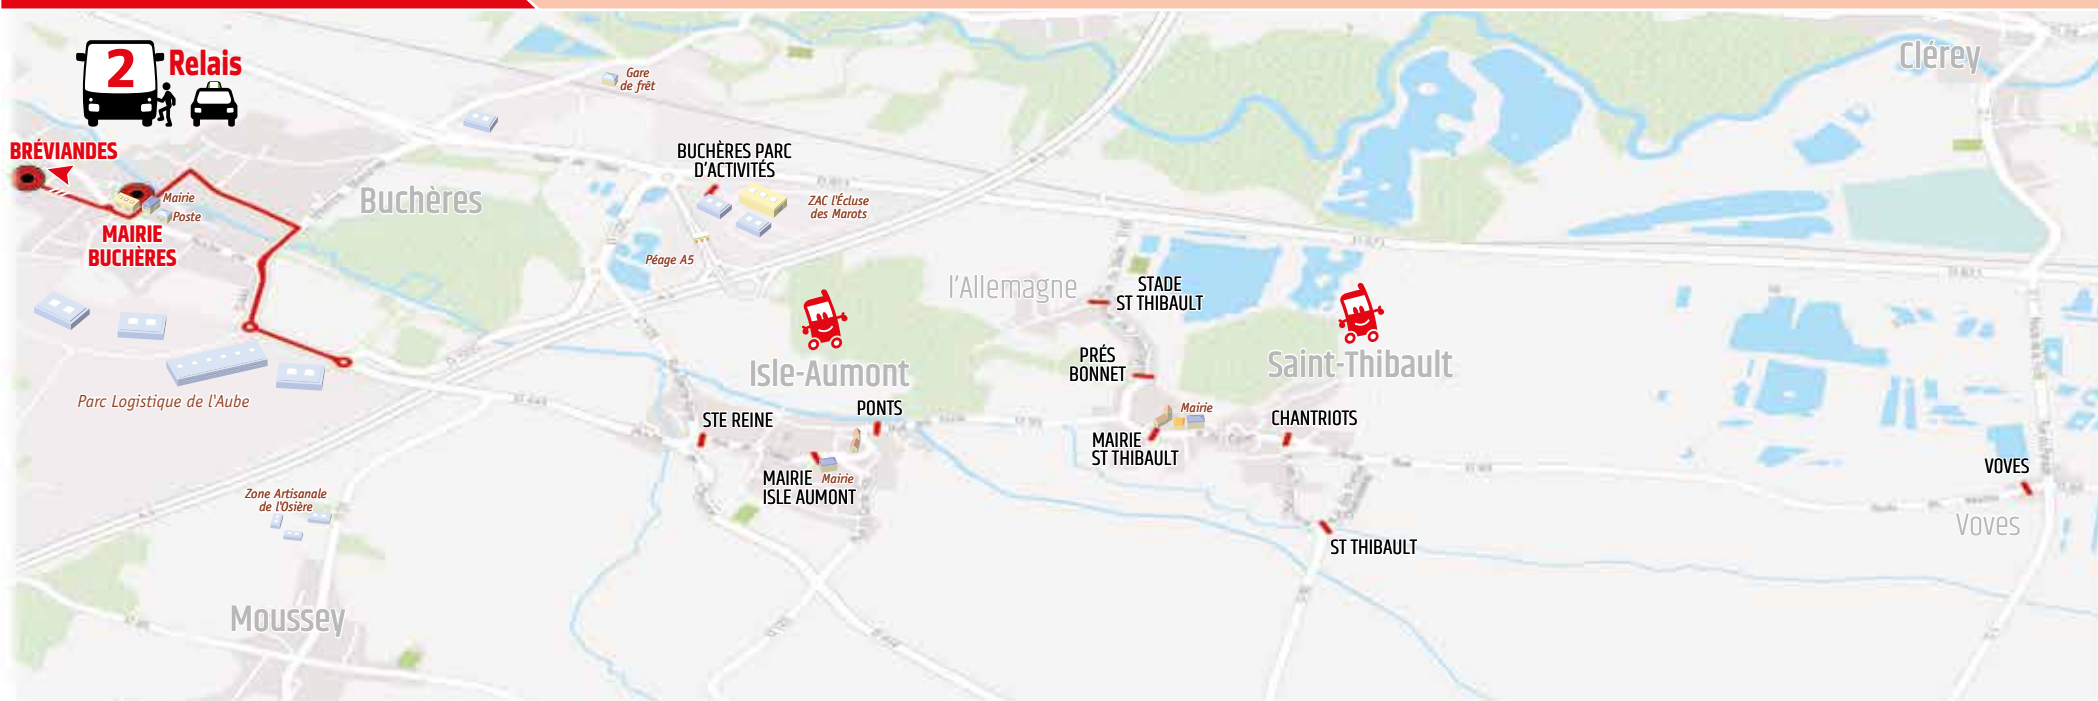 2 Relais
Clérey
Gare
de frêt
BRÉVIANDES
BUCHÈRES PARC
D'ACTIVITÉS
Mairie
Poste
Buchères
ZAC l'Écluse
des Marots
MAIRIE
BUCHÈRES
Péage A5
l'Allemagne
STADE
ST THIBAULT
Isle-Aumont
PRÉS
BONNET
Saint-Thibault
Parc Logistique de l'Aube
STE REINE
PONTS
Mairie
CHANTRIOTS
MAIRIE
ST THIBAULT
MAIRIE
ISLE AUMONT
Mairie
VOVES
Zone Artisanale
de l'Osière
Voves
ST THIBAULT
Moussey